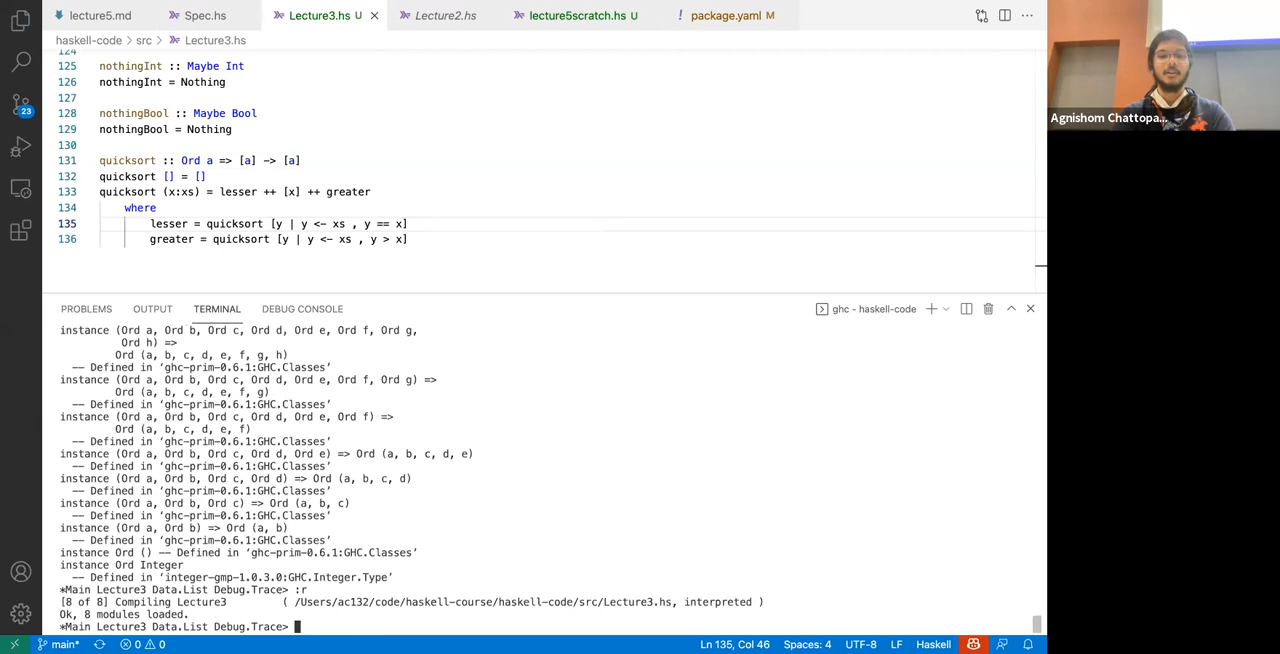 lecture5.md
Spec.hs
Lecture3.hs U
Lecture2.hs
lecture5scratch.hs U
! package.yaml M
haskell-code > src > Lecture3.hs
124
125 nothingInt :: Maybe Int
126 nothingInt = Nothing
127
128 nothingBool :: Maybe Bool
129 nothingBool = Nothing
130
131 quicksort :: Ord a => [a] -> [a]
132 quicksort [] = []
133 quicksort (x:xs) = lesser ++ [x] ++ greater
134 where
135 lesser = quicksort [y | y <- xs , y == x]
136 greater = quicksort [y | y <- xs , y > x]
PROBLEMS OUTPUT TERMINAL DEBUG CONSOLE
ghc - haskell-code
instance (Ord a, Ord b, Ord c, Ord d, Ord e, Ord f, Ord g,
Ord h) =>
Ord (a, b, c, d, e, f, g, h)
-- Defined in ‘ghc-prim-0.6.1:GHC.Classes’
instance (Ord a, Ord b, Ord c, Ord d, Ord e, Ord f, Ord g) =>
Ord (a, b, c, d, e, f, g)
-- Defined in ‘ghc-prim-0.6.1:GHC.Classes’
instance (Ord a, Ord b, Ord c, Ord d, Ord e, Ord f) =>
Ord (a, b, c, d, e, f)
-- Defined in ‘ghc-prim-0.6.1:GHC.Classes’
instance (Ord a, Ord b, Ord c, Ord d, Ord e) => Ord (a, b, c, d, e)
-- Defined in ‘ghc-prim-0.6.1:GHC.Classes’
instance (Ord a, Ord b, Ord c, Ord d) => Ord (a, b, c, d)
-- Defined in ‘ghc-prim-0.6.1:GHC.Classes’
instance (Ord a, Ord b, Ord c) => Ord (a, b, c)
-- Defined in ‘ghc-prim-0.6.1:GHC.Classes’
instance (Ord a, Ord b) => Ord (a, b)
-- Defined in ‘ghc-prim-0.6.1:GHC.Classes’
instance Ord () -- Defined in ‘ghc-prim-0.6.1:GHC.Classes’
instance Ord Integer
-- Defined in ‘integer-gmp-1.0.3.0:GHC.Integer.Type’
*Main Lecture3 Data.List Debug.Trace> :r
[8 of 8] Compiling Lecture3 ( /Users/ac132/code/haskell-course/haskell-code/src/Lecture3.hs, interpreted )
Ok, 8 modules loaded.
*Main Lecture3 Data.List Debug.Trace>
23
main* 0 0
Ln 135, Col 46 Spaces: 4 UTF-8 LF Haskell
Agnishom Chattopa...